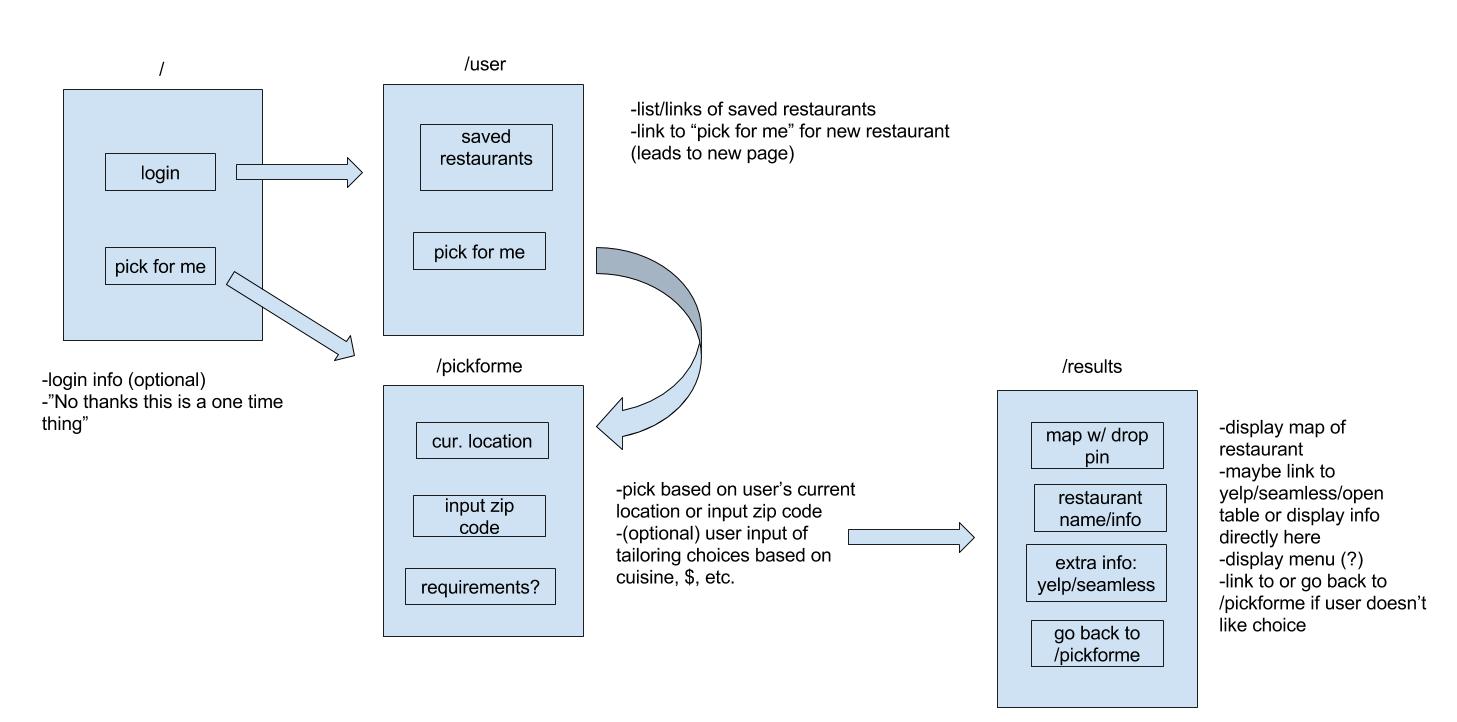 /
login
pick for me
-login info (optional)
-”No thanks this is a one time
thing”
/user
saved
restaurants
pick for me
-list/links of saved restaurants
-link to “pick for me” for new restaurant
(leads to new page)
/pickforme
cur. location
input zip
code
requirements?
-pick based on user’s current
location or input zip code
-(optional) user input of
tailoring choices based on
cuisine, $, etc.
/results
map w/ drop
pin
restaurant
name/info
extra info:
yelp/seamless
go back to
/pickforme
-display map of
restaurant
-maybe link to
yelp/seamless/open
table or display info
directly here
-display menu (?)
-link to or go back to
/pickforme if user doesn’t
like choice